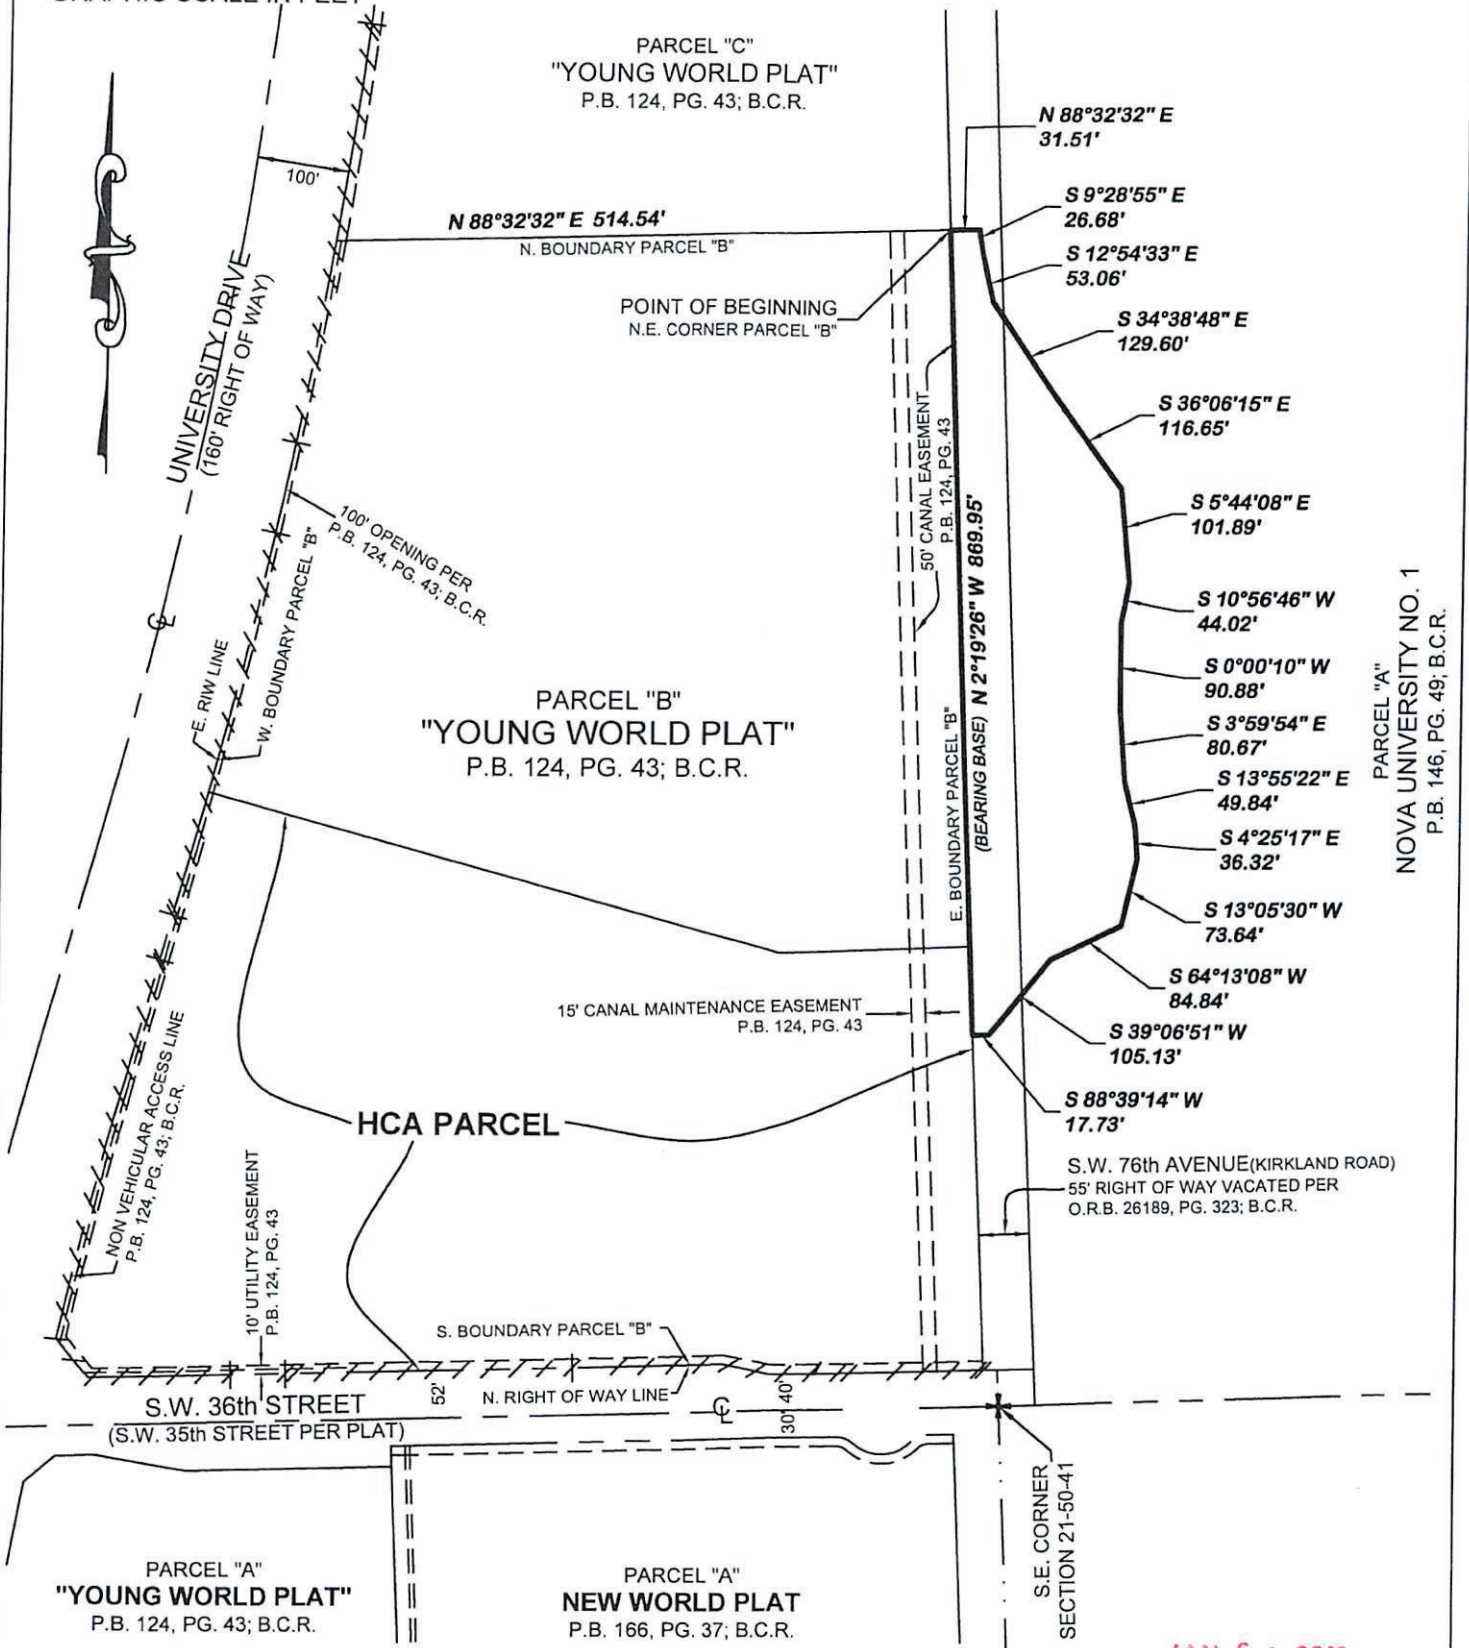 PARCEL "C"
"YOUNG WORLD PLAT"
P.B. 124, PG. 43; B.C.R.
N 88°32'32" E
31.51'
100'
S 9°28'55" E
26.68'
N 88°32'32" E 514.54'
N. BOUNDARY PARCEL "B"
S 12°54'33" E
53.06'
POINT OF BEGINNING
N.E. CORNER PARCEL "B"
S 34°38'48" E
129.60'
UNIVERSITY DRIVE
(160' RIGHT OF WAY)
S 36°06'15" E
116.65'
50' CANAL EASEMENT
P.B. 124, PG. 43
100' OPENING PER
P.B. 124, PG. 43; B.C.R.
S 5°44'08" E
101.89'
E. BOUNDARY PARCEL "B"
(BEARING BASE) N 2°19'26" W 869.95'
S 10°56'46" W
44.02'
CL
E. R/W LINE
W. BOUNDARY PARCEL "B"
S 0°00'10" W
90.88'
PARCEL "A"
NOVA UNIVERSITY NO. 1
P.B. 146, PG. 49; B.C.R.
PARCEL "B"
"YOUNG WORLD PLAT"
P.B. 124, PG. 43; B.C.R.
S 3°59'54" E
80.67'
S 13°55'22" E
49.84'
S 4°25'17" E
36.32'
S 13°05'30" W
73.64'
S 64°13'08" W
84.84'
15' CANAL MAINTENANCE EASEMENT
P.B. 124, PG. 43
S 39°06'51" W
105.13'
NON VEHICULAR ACCESS LINE
P.B. 124, PG. 43; B.C.R.
HCA PARCEL
S 88°39'14" W
17.73'
S.W. 76th AVENUE(KIRKLAND ROAD)
55' RIGHT OF WAY VACATED PER
O.R.B. 26189, PG. 323; B.C.R.
10' UTILITY EASEMENT
P.B. 124, PG. 43
S. BOUNDARY PARCEL "B"
N. RIGHT OF WAY LINE
52'
CL
30'
40'
S.W. 36th STREET
(S.W. 35th STREET PER PLAT)
S.E. CORNER
SECTION 21-50-41
PARCEL "A"
"YOUNG WORLD PLAT"
P.B. 124, PG. 43; B.C.R.
PARCEL "A"
NEW WORLD PLAT
P.B. 166, PG. 37; B.C.R.